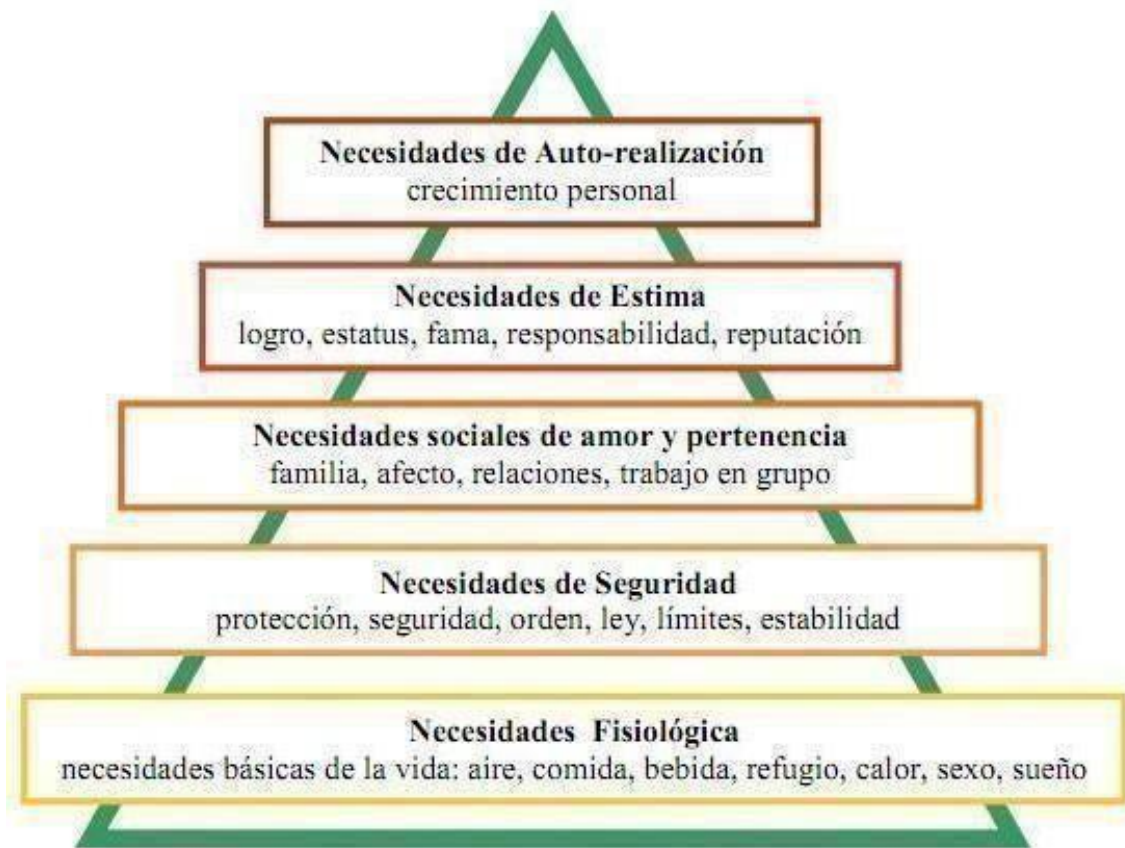 Necesidades de Auto-realización
crecimiento personal
Necesidades de Estima
logro, estatus, fama, responsabilidad, reputación
Necesidades sociales de amor y pertenencia
familia, afecto, relaciones, trabajo en grupo
Necesidades de Seguridad
protección, seguridad, orden, ley, límites, estabilidad
Necesidades Fisiológica
necesidades básicas de la vida: aire, comida, bebida, refugio, calor, sexo, sueño